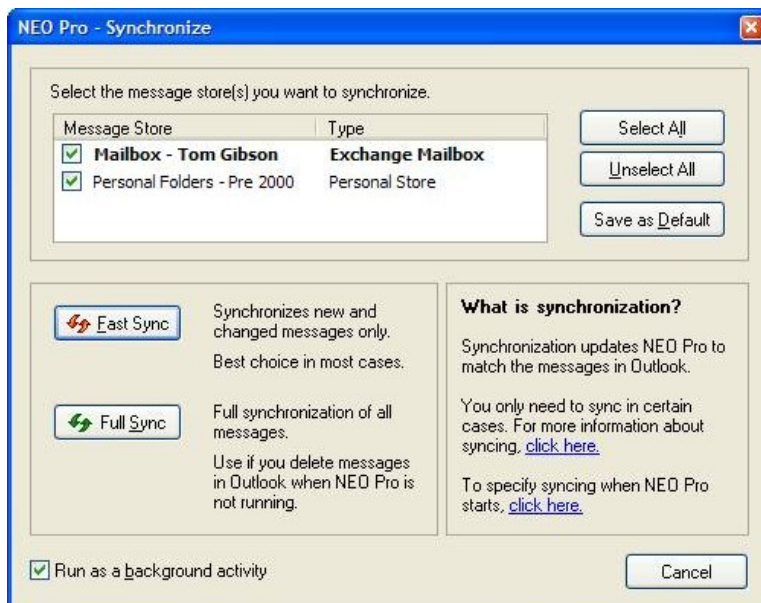 NEO Pro - Synchronize
Select the message store(s) you want to synchronize.
Message Store Type
Mailbox - Tom Gibson Exchange Mailbox
Personal Folders - Pre 2000 Personal Store
Select All
Unselect All
Save as Default
Fast Sync
Synchronizes new and
changed messages only.
Best choice in most cases.
Full Sync
Full synchronization of all
messages.
Use if you delete messages
in Outlook when NEO Pro is
not running.
What is synchronization?
Synchronization updates NEO Pro to
match the messages in Outlook.
You only need to sync in certain
cases. For more information about
syncing, click here.
To specify syncing when NEO Pro
starts, click here.
Run as a background activity
Cancel